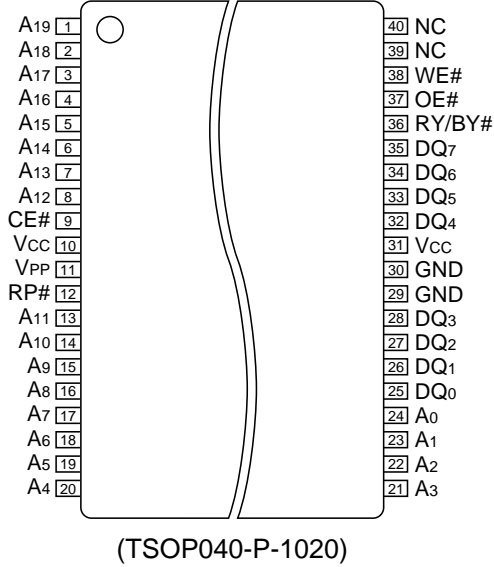 A19 1 40 NC
A18 2 39 NC
A17 3 38 WE#
A16 4 37 OE#
A15 5 36 RY/BY#
A14 6 35 DQ7
A13 7 34 DQ6
A12 8 33 DQ5
CE# 9 32 DQ4
VCC 10 31 VCC
VPP 11 30 GND
RP# 12 29 GND
A11 13 28 DQ3
A10 14 27 DQ2
A9 15 26 DQ1
A8 16 25 DQ0
A7 17 24 A0
A6 18 23 A1
A5 19 22 A2
A4 20 21 A3
(TSOP040-P-1020)